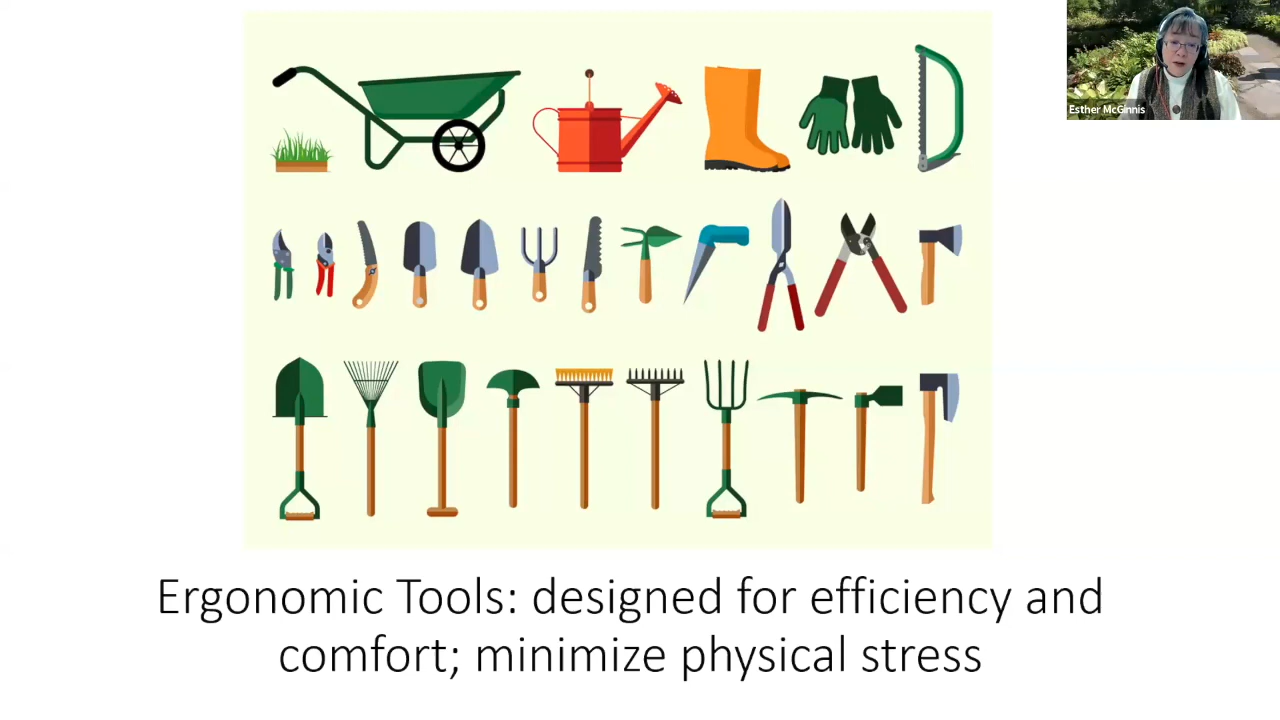 Esther McGinnis
Ergonomic Tools: designed for efficiency and
comfort; minimize physical stress